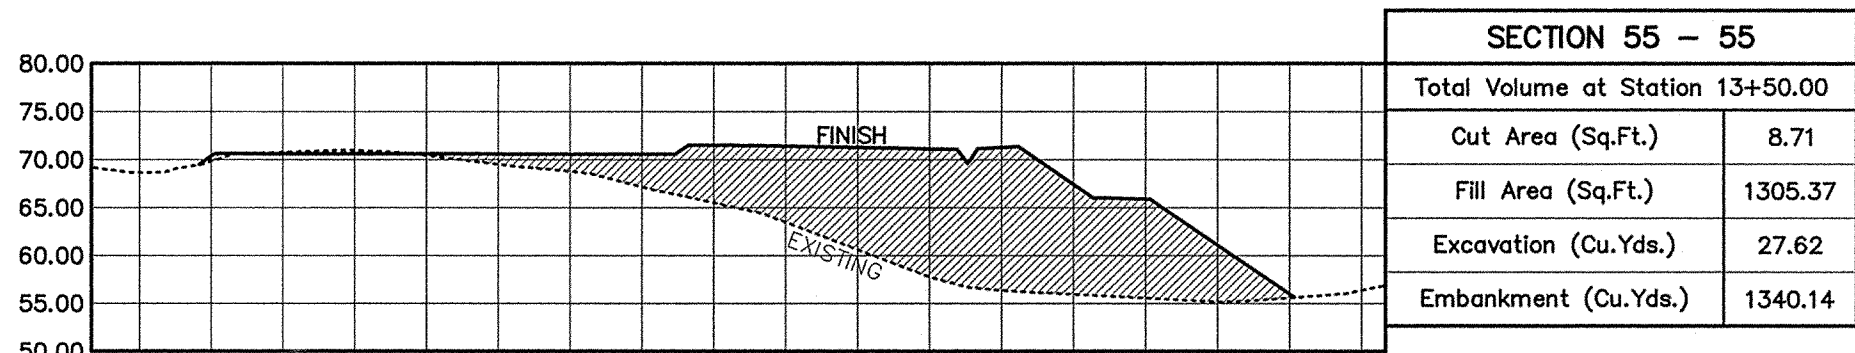 SECTION 55 - 55
80.00
Total Volume at Station 13+50.00
75.00
FINISH
Cut Area (Sq.Ft.) 8.71
70.00
Fill Area (Sq.Ft.) 1305.37
65.00
EXISTING
Excavation (Cu.Yds.) 27.62
60.00
55.00
Embankment (Cu.Yds.) 1340.14
50.00